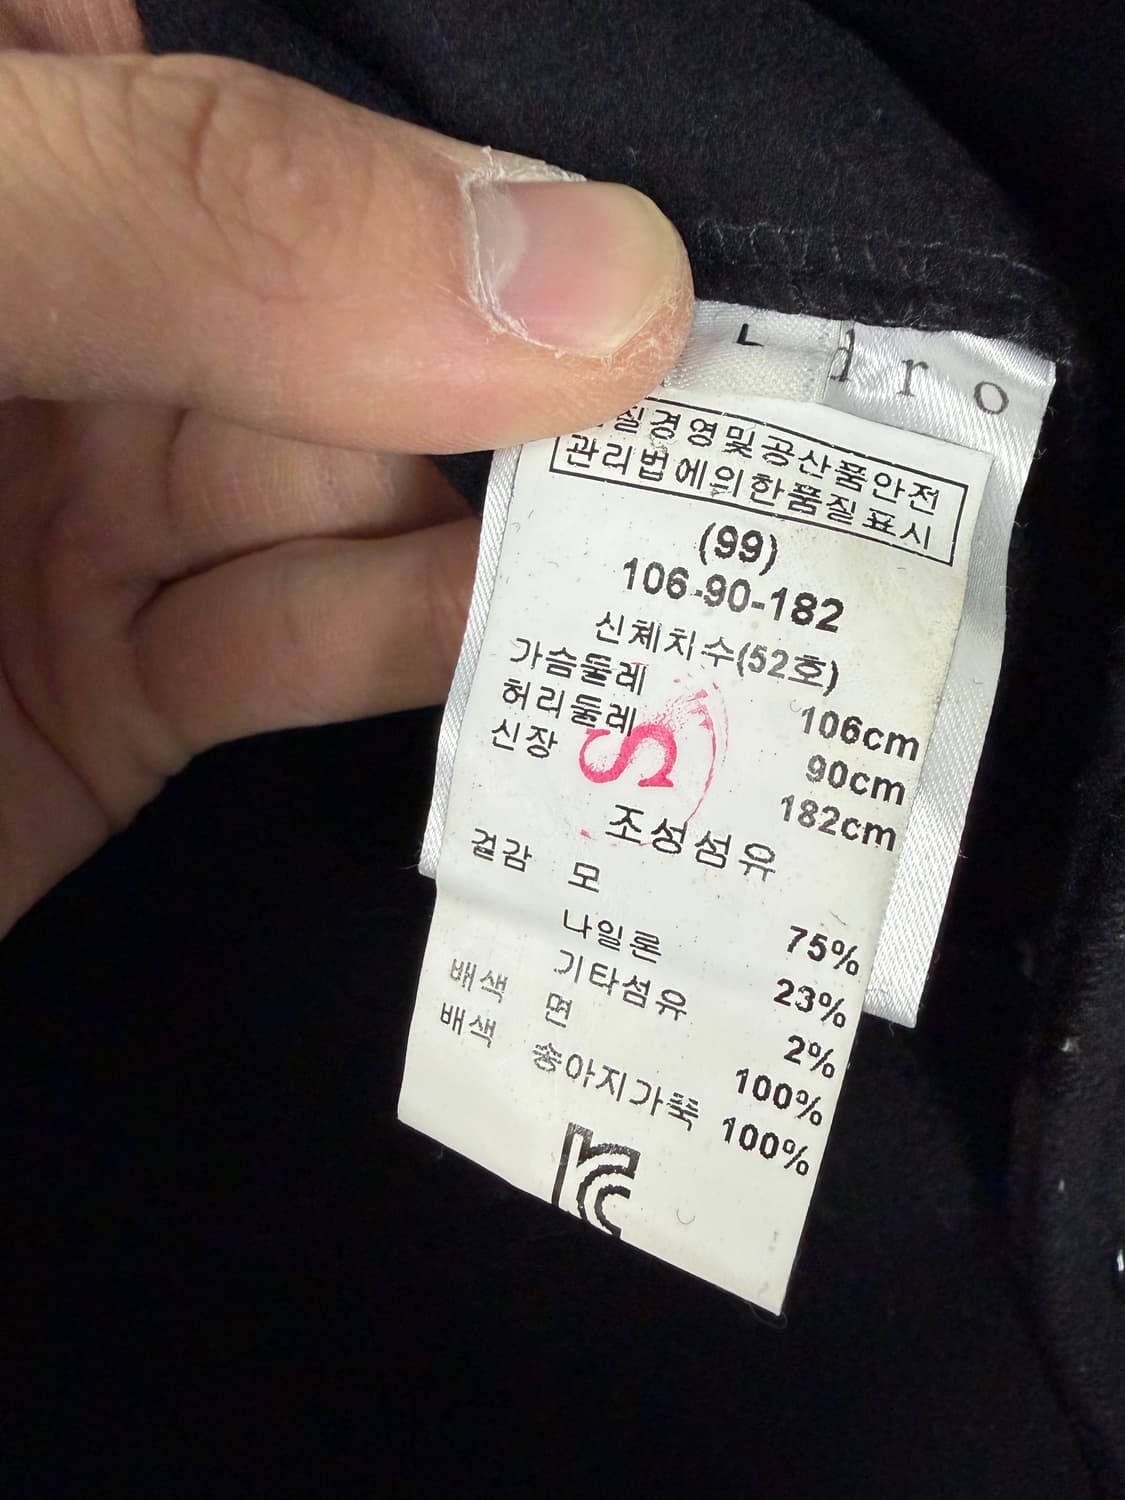 L
dro
질경영및공산품안전
관리법에의한품질표시
(99)
106-90-182
신체치수(52호)
가슴둘레 106cm
허리둘레 90cm
신장 182cm
S
조성섬유
겉감 모 75%
나일론 23%
기타섬유 2%
배색 면 100%
배색 송아지가죽 100%